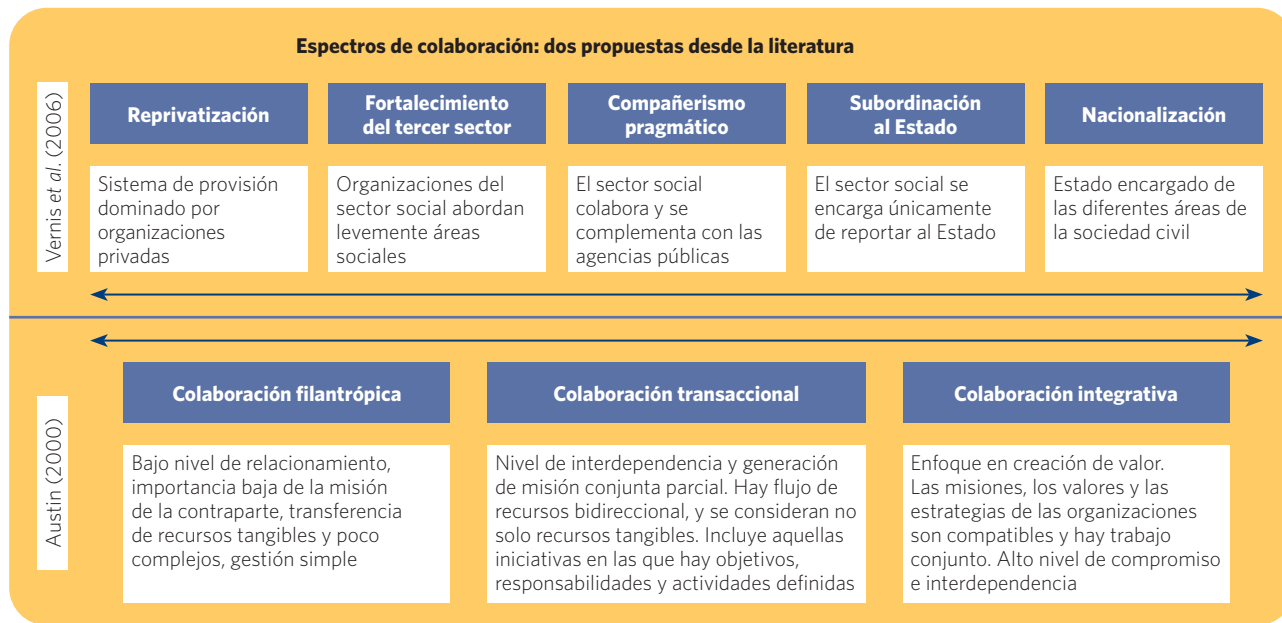 Espectros de colaboración: dos propuestas desde la literatura
Vernis et al. (2006)
Reprivatización
Sistema de provisión
dominado por
organizaciones
privadas
Fortalecimiento
del tercer sector
Organizaciones del
sector social abordan
levemente áreas
sociales
Compañerismo
pragmático
El sector social
colabora y se
complementa con las
agencias públicas
Subordinación
al Estado
El sector social se
encarga únicamente
de reportar al Estado
Nacionalización
Estado encargado de
las diferentes áreas de
la sociedad civil
Austin (2000)
Colaboración filantrópica
Bajo nivel de relacionamiento,
importancia baja de la misión
de la contraparte, transferencia
de recursos tangibles y poco
complejos, gestión simple
Colaboración transaccional
Nivel de interdependencia y generación
de misión conjunta parcial. Hay flujo de
recursos bidireccional, y se consideran no
solo recursos tangibles. Incluye aquellas
iniciativas en las que hay objetivos,
responsabilidades y actividades definidas
Colaboración integrativa
Enfoque en creación de valor.
Las misiones, los valores y las
estrategias de las organizaciones
son compatibles y hay trabajo
conjunto. Alto nivel de compromiso
e interdependencia